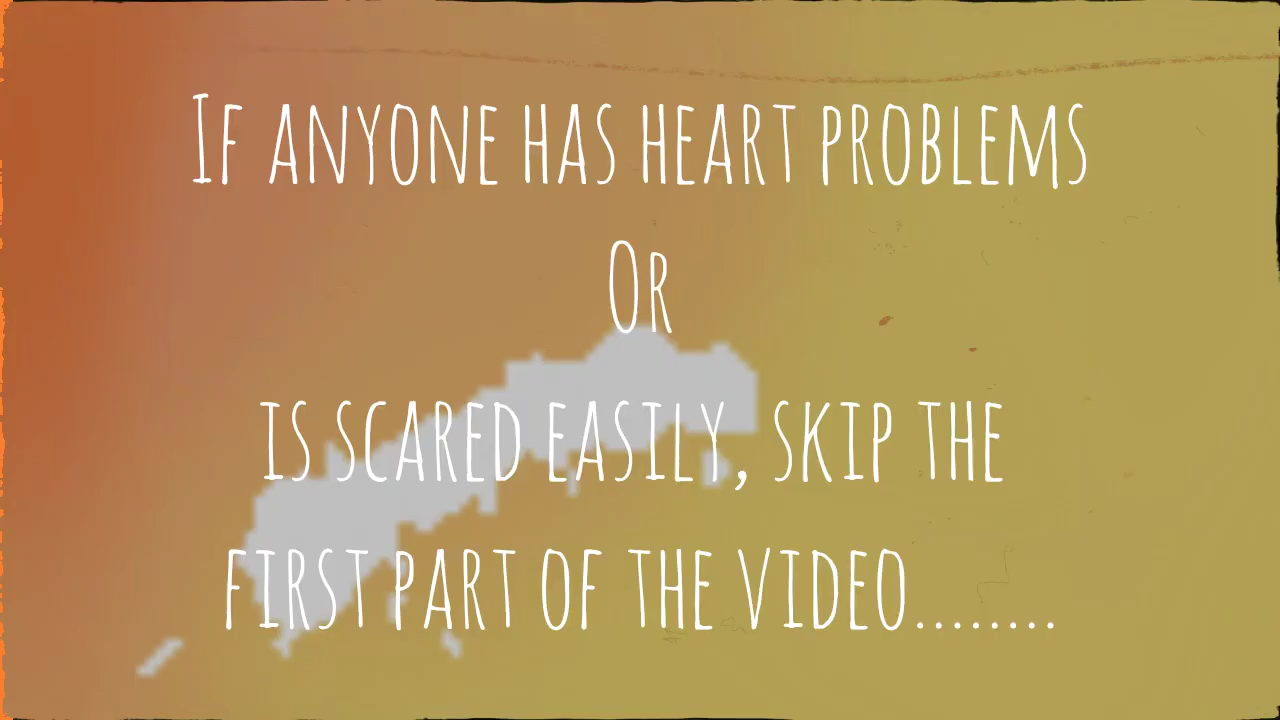 If anyone has heart problems
Or
is scared easily, skip the
first part of the video........